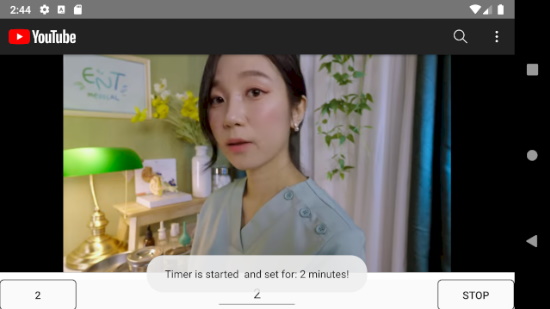 2:44
YouTube
ENT
MEDICAL
Timer is started and set for: 2 minutes!
2
2
STOP